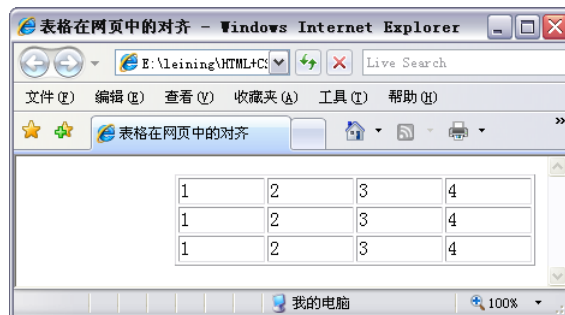 表格在网页中的对齐 - Windows Internet Explorer
E:\leining\HTML+CS
Live Search
文件(F) 编辑(E) 查看(V) 收藏夹(A) 工具(T) 帮助(H)
表格在网页中的对齐
»
1 2 3 4
1 2 3 4
1 2 3 4
我的电脑 100%